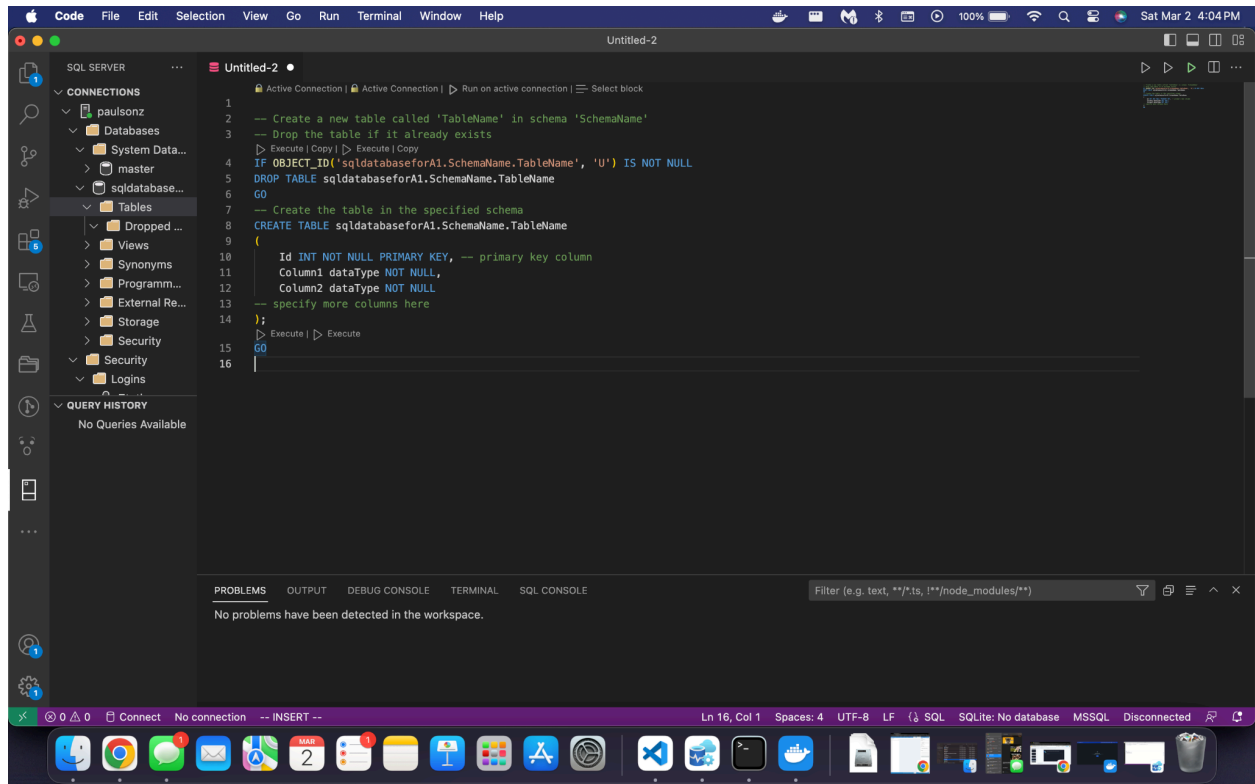 Code File Edit Selection View Go Run Terminal Window Help 100% Sat Mar 2 4:04 PM
Untitled-2
SQL SERVER ···
CONNECTIONS
paulsonz
Databases
System Data...
master
sqldatabase...
Tables
Dropped ...
Views
Synonyms
Programm...
External Re...
Storage
Security
Security
Logins
QUERY HISTORY
No Queries Available
1
5
1
1
Untitled-2
Active Connection | Active Connection | Run on active connection | Select block
1
2 -- Create a new table called 'TableName' in schema 'SchemaName'
3 -- Drop the table if it already exists
Execute | Copy | Execute | Copy
4 IF OBJECT_ID('sqldatabaseforA1.SchemaName.TableName', 'U') IS NOT NULL
5 DROP TABLE sqldatabaseforA1.SchemaName.TableName
6 GO
7 -- Create the table in the specified schema
8 CREATE TABLE sqldatabaseforA1.SchemaName.TableName
9 (
10 Id INT NOT NULL PRIMARY KEY, -- primary key column
11 Column1 dataType NOT NULL,
12 Column2 dataType NOT NULL
13 -- specify more columns here
14 );
Execute | Execute
15 GO
16
PROBLEMS OUTPUT DEBUG CONSOLE TERMINAL SQL CONSOLE Filter (e.g. text, **/*.ts, !**/node_modules/**)
No problems have been detected in the workspace.
0 0 Connect No connection -- INSERT -- Ln 16, Col 1 Spaces: 4 UTF-8 LF SQL SQLite: No database MSSQL Disconnected
1 MAR 2 1